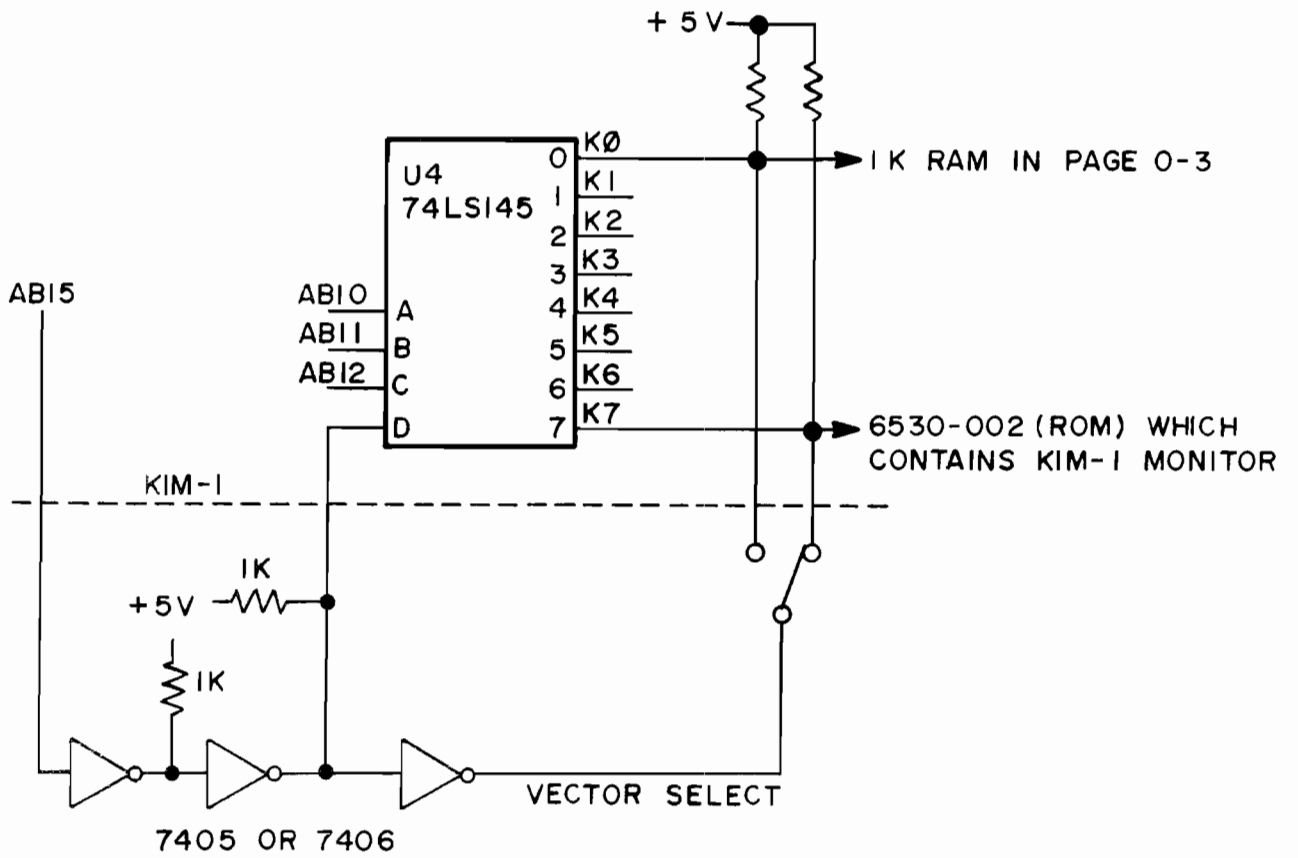 + 5 V
U4
74LS145
0 KØ
1 K1
2 K2
3 K3
4 K4
5 K5
6 K6
7 K7
1 K RAM IN PAGE 0-3
6530-002 (ROM) WHICH
CONTAINS KIM-1 MONITOR
AB15
AB10 A
AB11 B
AB12 C
D
KIM-1
1K
+5V
1K
VECTOR SELECT
7405 OR 7406